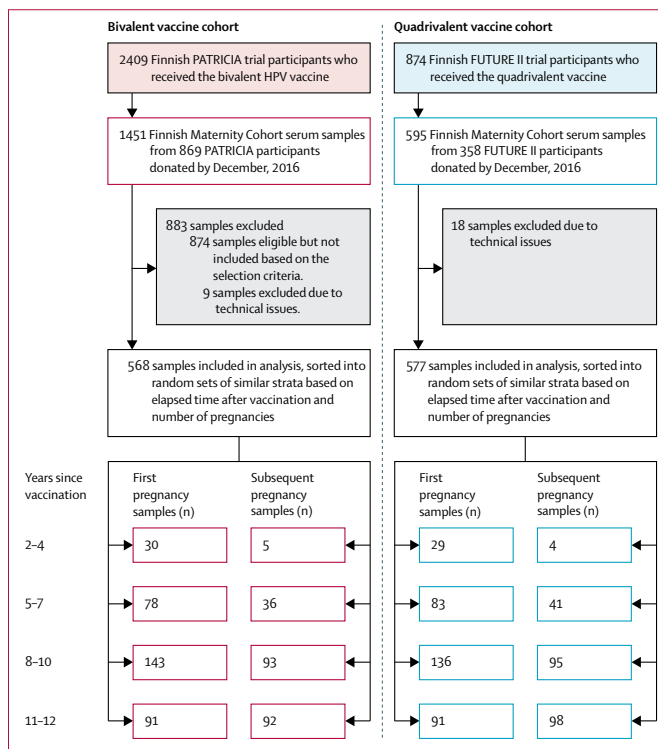 Bivalent vaccine cohort
Quadrivalent vaccine cohort
2409 Finnish PATRICIA trial participants who
received the bivalent HPV vaccine
874 Finnish FUTURE II trial participants who
received the quadrivalent vaccine
1451 Finnish Maternity Cohort serum samples
from 869 PATRICIA participants
donated by December, 2016
595 Finnish Maternity Cohort serum samples
from 358 FUTURE II participants
donated by December, 2016
883 samples excluded
874 samples eligible but not
included based on the
selection criteria.
9 samples excluded due to
technical issues.
18 samples excluded due to
technical issues
568 samples included in analysis, sorted into
random sets of similar strata based on
elapsed time after vaccination and
number of pregnancies
577 samples included in analysis, sorted into
random sets of similar strata based on
elapsed time after vaccination and
number of pregnancies
Years since
vaccination
First
pregnancy
samples (n)
Subsequent
pregnancy
samples (n)
First
pregnancy
samples (n)
Subsequent
pregnancy
samples (n)
2–4 30 5 29 4
5–7 78 36 83 41
8–10 143 93 136 95
11–12 91 92 91 98